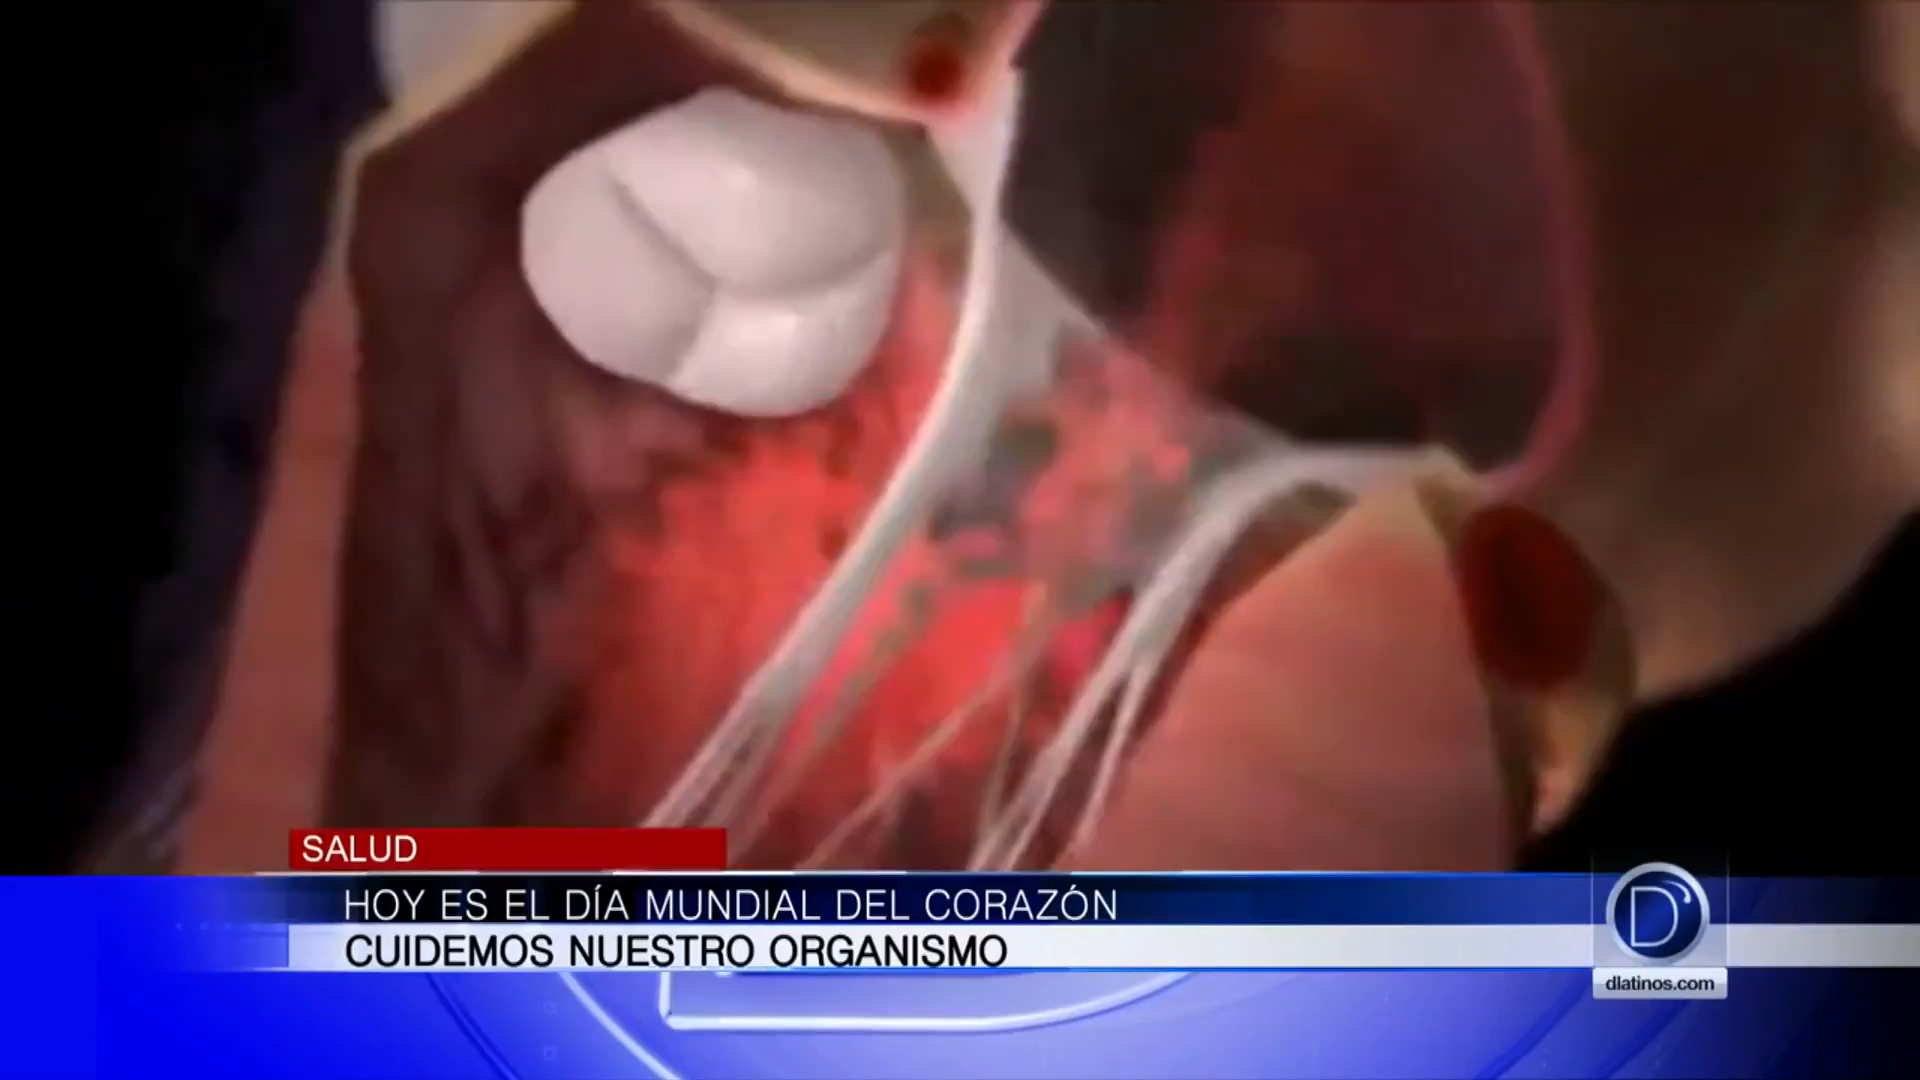 SALUD
HOY ES EL DÍA MUNDIAL DEL CORAZÓN
CUIDEMOS NUESTRO ORGANISMO
D
dlatinos.com